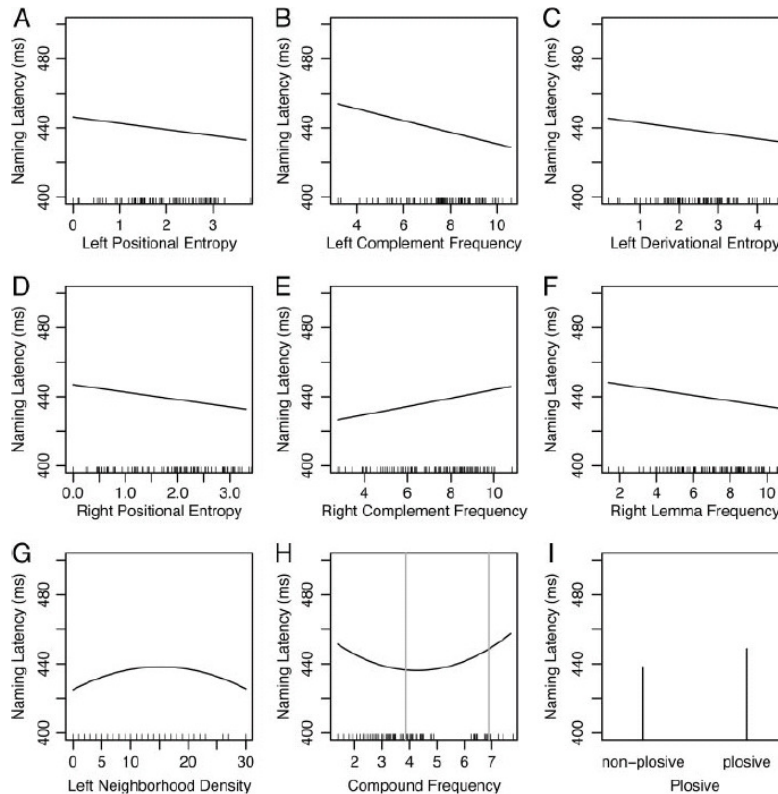 A
B
C
Naming Latency (ms)
400 440 480
0 1 2 3
Left Positional Entropy
Naming Latency (ms)
400 440 480
4 6 8 10
Left Complement Frequency
Naming Latency (ms)
400 440 480
1 2 3 4
Left Derivational Entropy
D
E
F
Naming Latency (ms)
400 440 480
0.0 1.0 2.0 3.0
Right Positional Entropy
Naming Latency (ms)
400 440 480
4 6 8 10
Right Complement Frequency
Naming Latency (ms)
400 440 480
2 4 6 8 10
Right Lemma Frequency
G
H
I
Naming Latency (ms)
400 440 480
0 5 10 20 30
Left Neighborhood Density
Naming Latency (ms)
400 440 480
2 3 4 5 6 7
Compound Frequency
Naming Latency (ms)
400 440 480
non-plosive plosive
Plosive